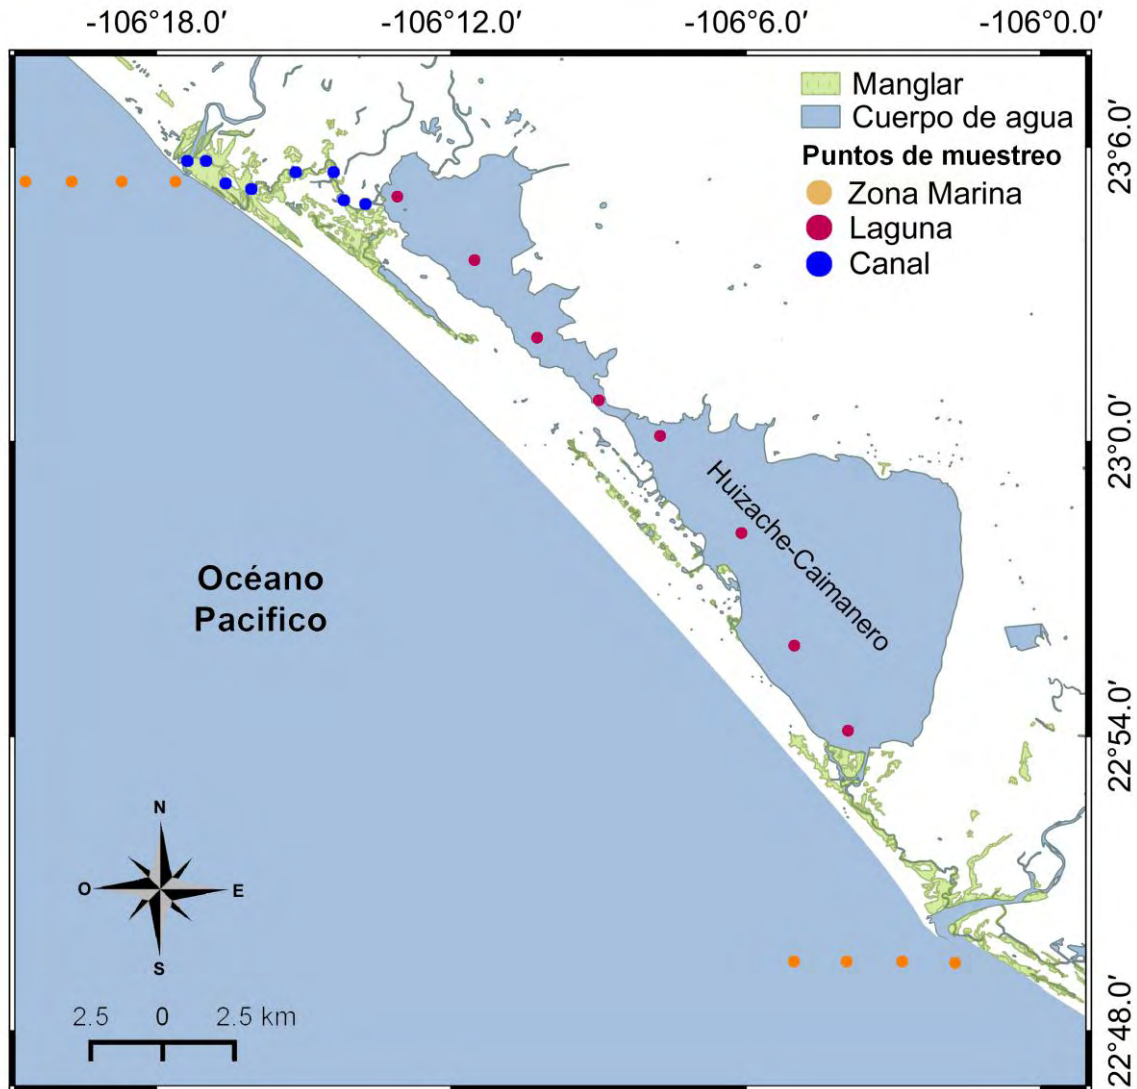 -106°18.0' -106°12.0' -106°6.0' -106°0.0'
Manglar
Cuerpo de agua
Puntos de muestreo
Zona Marina
Laguna
Canal
23°6.0'
23°0.0'
22°54.0'
22°48.0'
Huizache-Caimanero
Océano
Pacifico
N
O
E
S
2.5 0 2.5 km